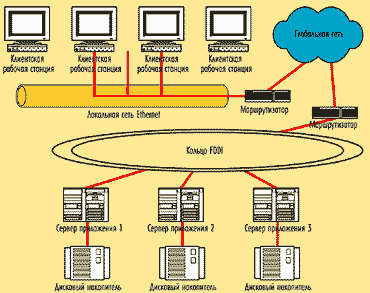 Клиентская
рабочая станция
Клиентская
рабочая станция
Клиентская
рабочая станция
Клиентская
рабочая станция
Глобальная сеть
Локальная сеть Ethernet
Маршрутизатор
Маршрутизатор
Кольцо FDDI
Сервер приложения 1
Сервер приложения 2
Сервер приложения 3
Дисковый накопитель
Дисковый накопитель
Дисковый накопитель